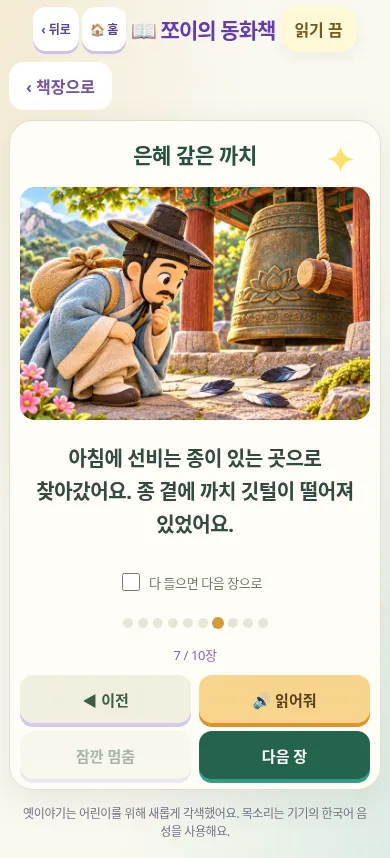 ‹ 뒤로
🏠 홈
📖 쪼이의 동화책
읽기 끔
‹ 책장으로
은혜 갚은 까치
아침에 선비는 종이 있는 곳으로
찾아갔어요. 종 곁에 까치 깃털이 떨어져
있었어요.
다 들으면 다음 장으로
7 / 10장
◀ 이전
🔊 읽어줘
잠깐 멈춤
다음 장
옛이야기는 어린이를 위해 새롭게 각색했어요. 목소리는 기기의 한국어 음
성을 사용해요.